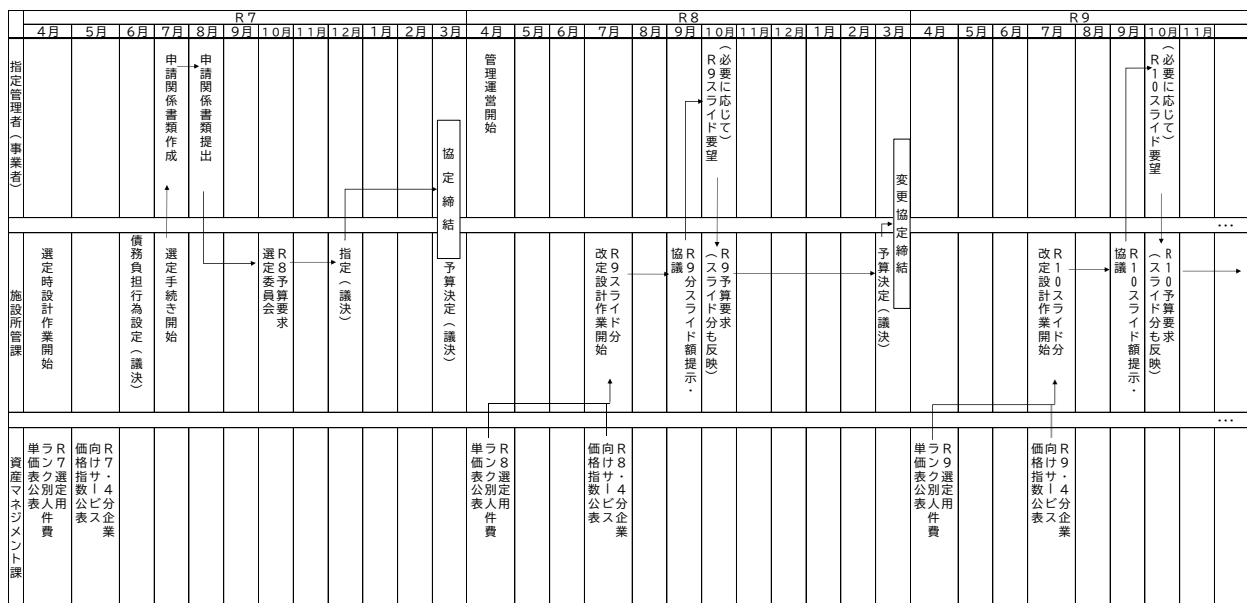 R7
R8
R9
4月 5月 6月 7月 8月 9月 10月 11月 12月 1月 2月 3月 4月 5月 6月 7月 8月 9月 10月 11月 12月 1月 2月 3月 4月 5月 6月 7月 8月 9月 10月 11月
指定管理者(事業者)
申請関係書類作成
申請関係書類提出
協定締結
管理運営開始
(必要に応じて)
R9スライド要望
変更協定締結
(必要に応じて)
R10スライド要望
…
施設所管課
選定時設計作業開始
債務負担行為設定(議決)
選定手続き開始
R8予算要求
選定委員会
指定(議決)
予算決定(議決)
R9スライド分
改定設計作業開始
R9分スライド額提示・
協議
R9予算要求
(スライド分も反映)
予算決定(議決)
R10スライド分
改定設計作業開始
R10スライド額提示・
協議
R10予算要求
(スライド分も反映)
…
資産マネジメント課
R7選定用
ランク別人件費
単価表公表
R7・4分企業
向けサービス
価格指数公表
R8選定用
ランク別人件費
単価表公表
R8・4分企業
向けサービス
価格指数公表
R9選定用
ランク別人件費
単価表公表
R9・4分企業
向けサービス
価格指数公表